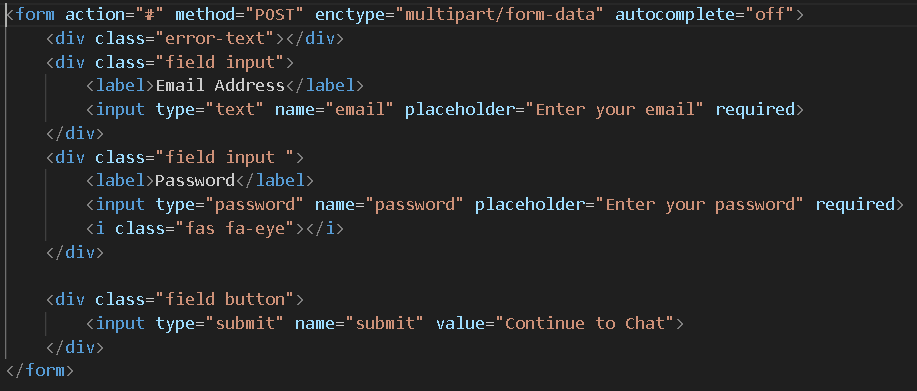 <form action="#" method="POST" enctype="multipart/form-data" autocomplete="off">
    <div class="error-text"></div>
    <div class="field input">
        <label>Email Address</label>
        <input type="text" name="email" placeholder="Enter your email" required>
    </div>
    <div class="field input ">
        <label>Password</label>
        <input type="password" name="password" placeholder="Enter your password" required>
        <i class="fas fa-eye"></i>
    </div>

    <div class="field button">
        <input type="submit" name="submit" value="Continue to Chat">
    </div>
</form>